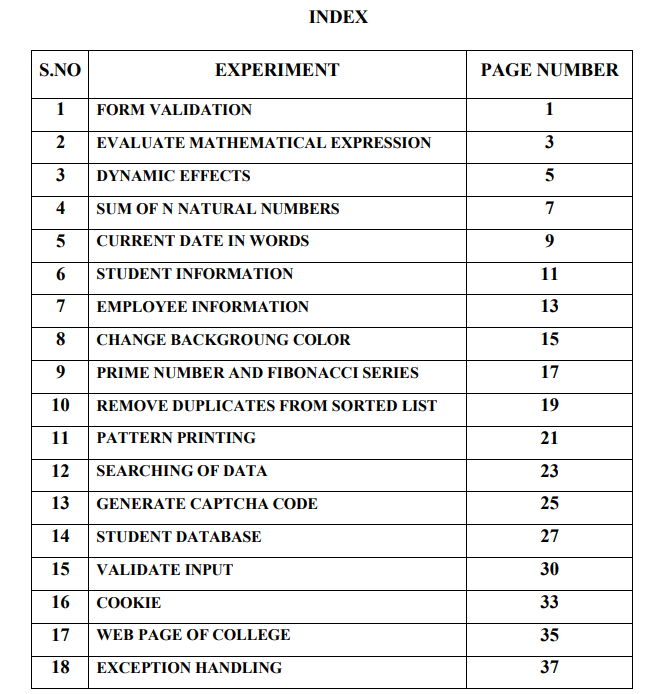 INDEX
S.NO EXPERIMENT PAGE NUMBER
1 FORM VALIDATION 1
2 EVALUATE MATHEMATICAL EXPRESSION 3
3 DYNAMIC EFFECTS 5
4 SUM OF N NATURAL NUMBERS 7
5 CURRENT DATE IN WORDS 9
6 STUDENT INFORMATION 11
7 EMPLOYEE INFORMATION 13
8 CHANGE BACKGROUNG COLOR 15
9 PRIME NUMBER AND FIBONACCI SERIES 17
10 REMOVE DUPLICATES FROM SORTED LIST 19
11 PATTERN PRINTING 21
12 SEARCHING OF DATA 23
13 GENERATE CAPTCHA CODE 25
14 STUDENT DATABASE 27
15 VALIDATE INPUT 30
16 COOKIE 33
17 WEB PAGE OF COLLEGE 35
18 EXCEPTION HANDLING 37